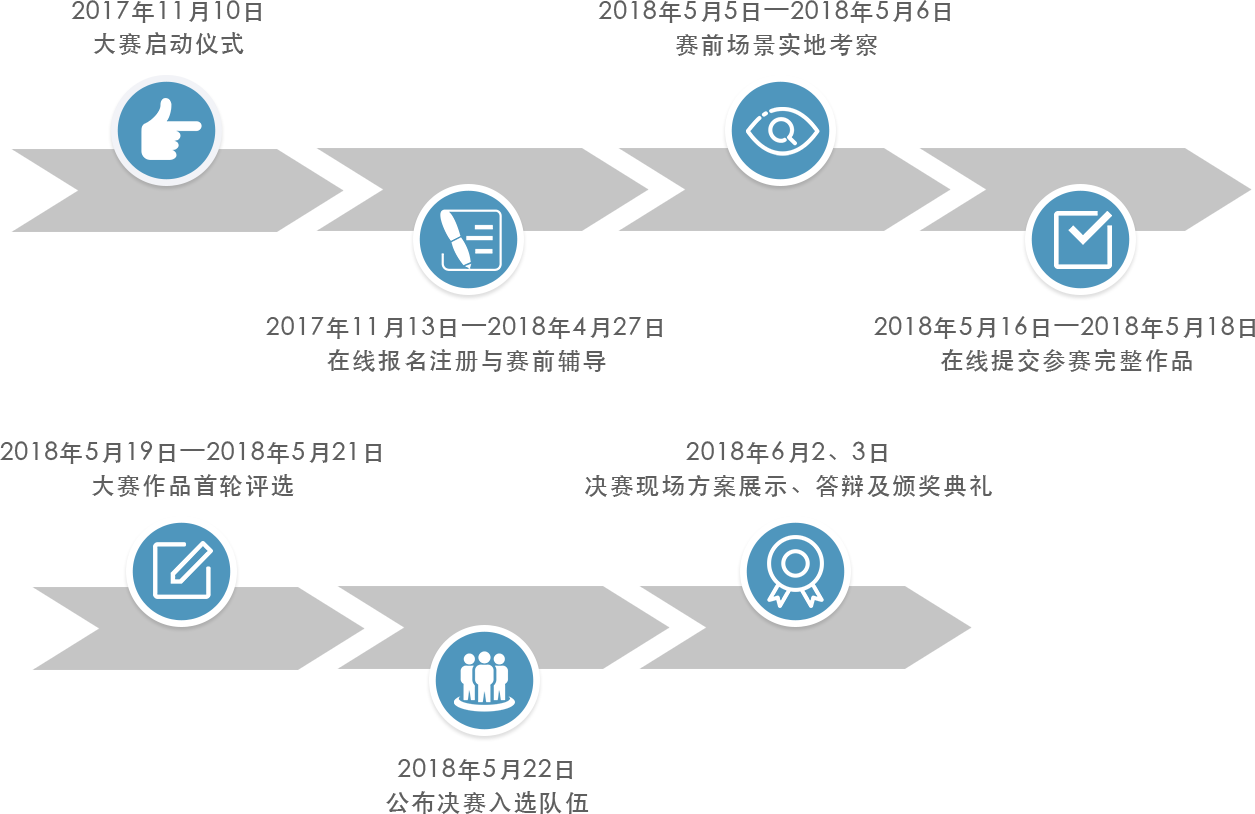 2017年11月10日
大赛启动仪式
2018年5月5日—2018年5月6日
赛前场景实地考察
2017年11月13日—2018年4月27日
在线报名注册与赛前辅导
2018年5月16日—2018年5月18日
在线提交参赛完整作品
2018年5月19日—2018年5月21日
大赛作品首轮评选
2018年6月2、3日
决赛现场方案展示、答辩及颁奖典礼
2018年5月22日
公布决赛入选队伍